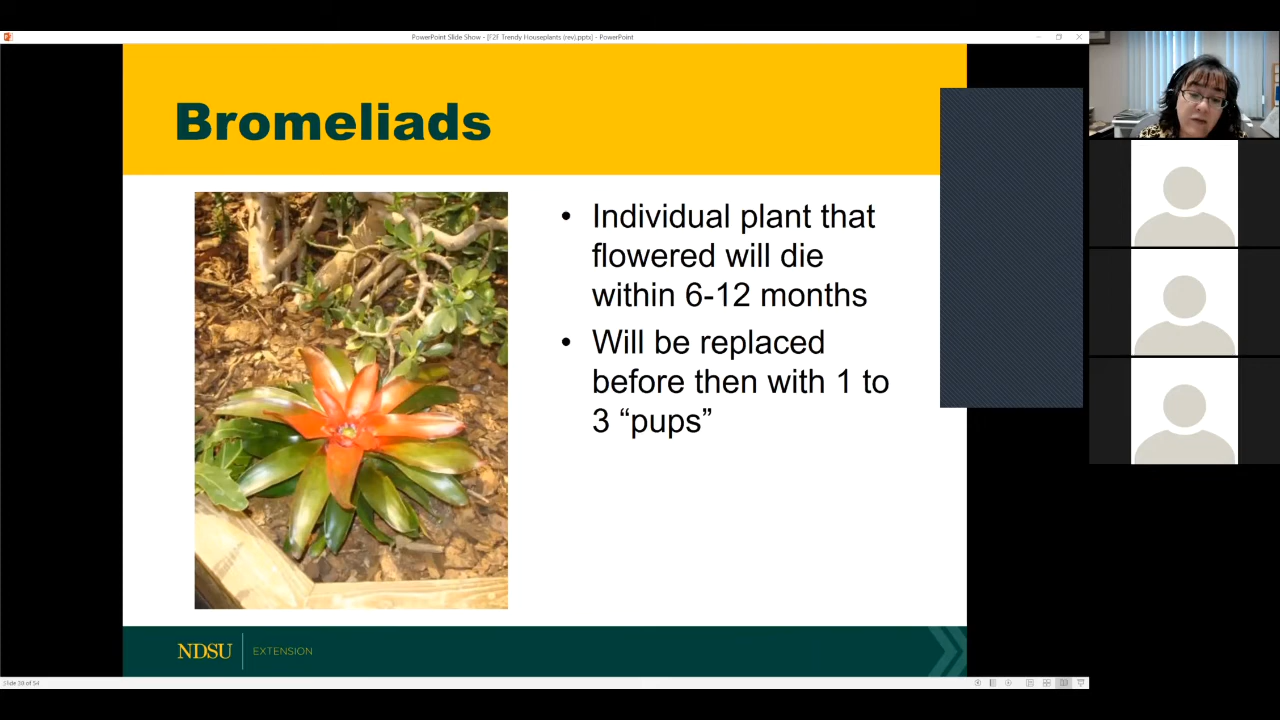 PowerPoint Slide Show - [F2F Trendy Houseplants (rev).pptx] - PowerPoint
Bromeliads
• Individual plant that
flowered will die
within 6-12 months
• Will be replaced
before then with 1 to
3 “pups”
NDSU EXTENSION
Slide 39 of 54